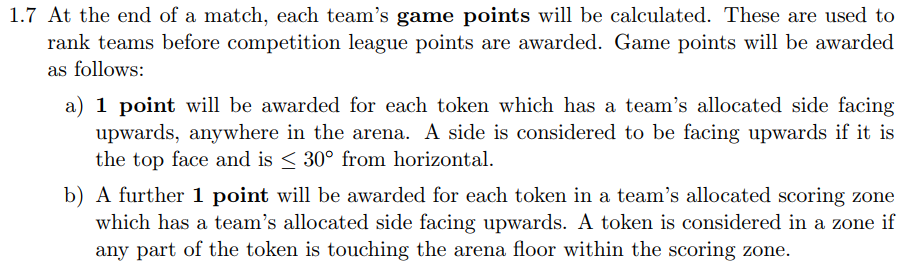 1.7 At the end of a match, each team's game points will be calculated. These are used to
rank teams before competition league points are awarded. Game points will be awarded
as follows:
a) 1 point will be awarded for each token which has a team's allocated side facing
upwards, anywhere in the arena. A side is considered to be facing upwards if it is
the top face and is ≤ 30° from horizontal.
b) A further 1 point will be awarded for each token in a team's allocated scoring zone
which has a team's allocated side facing upwards. A token is considered in a zone if
any part of the token is touching the arena floor within the scoring zone.